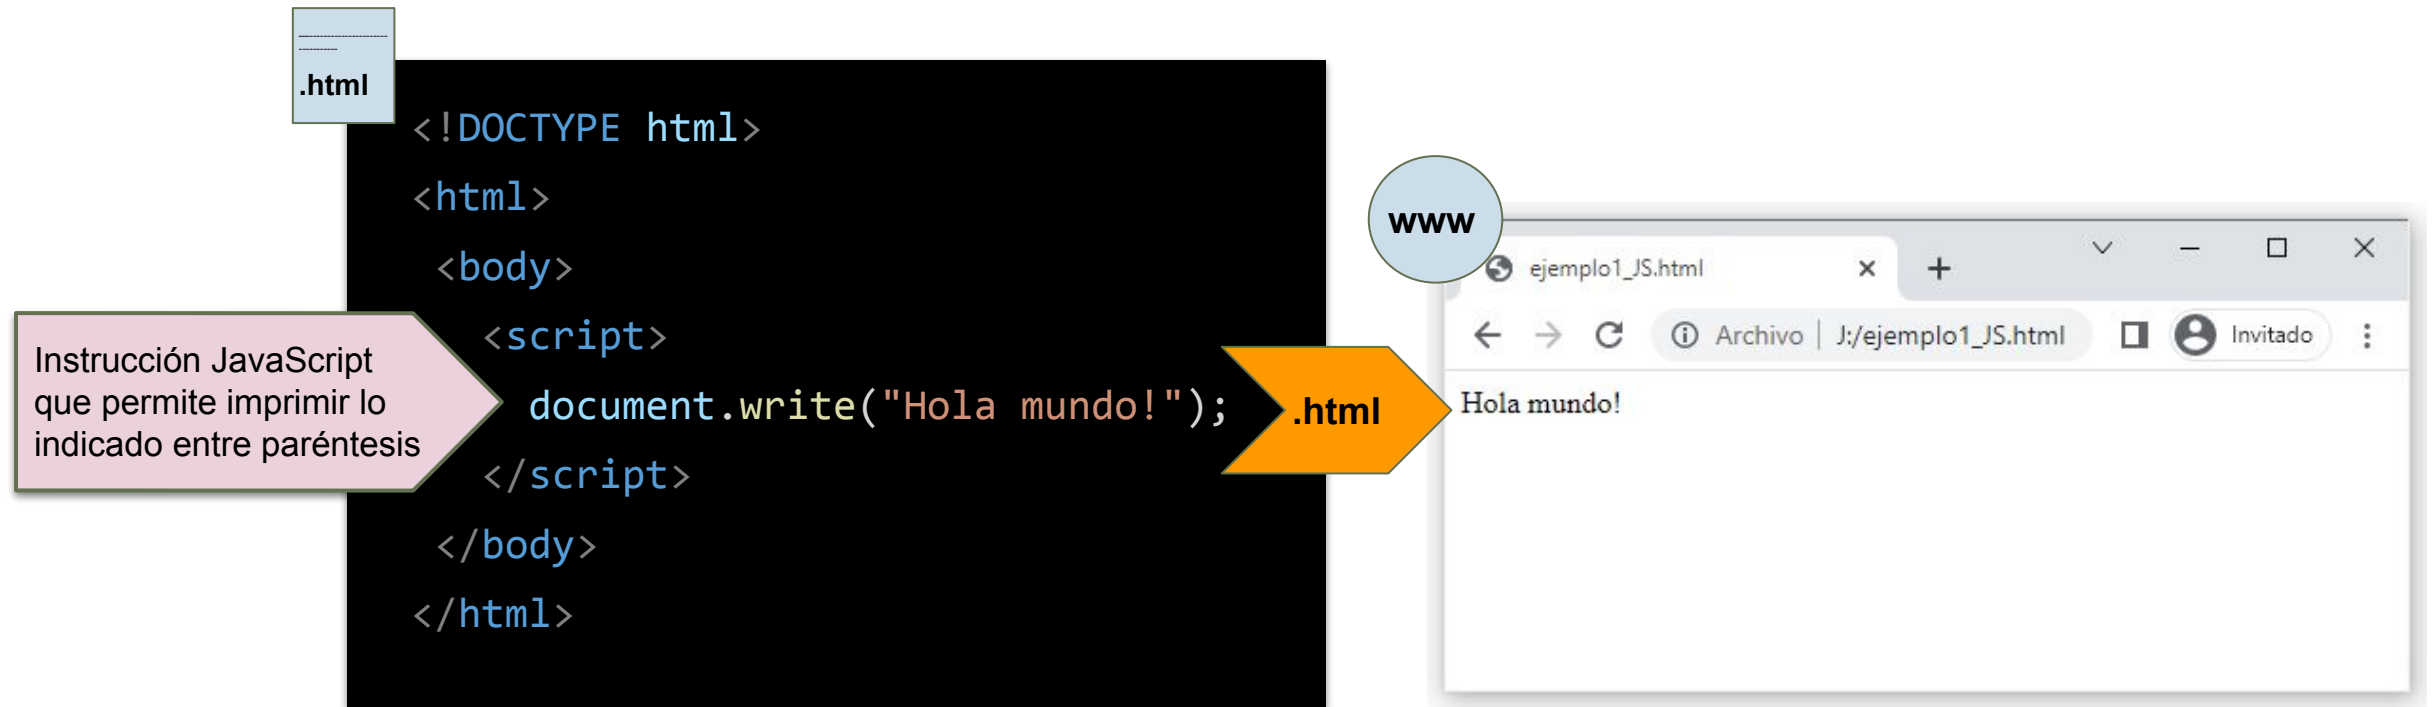 .html
<!DOCTYPE html>
<html>
<body>
<script>
document.write("Hola mundo!");
</script>
</body>
</html>
Instrucción JavaScript
que permite imprimir lo
indicado entre paréntesis
.html
www
ejemplo1_JS.html
Archivo | J:/ejemplo1_JS.html
Invitado
Hola mundo!